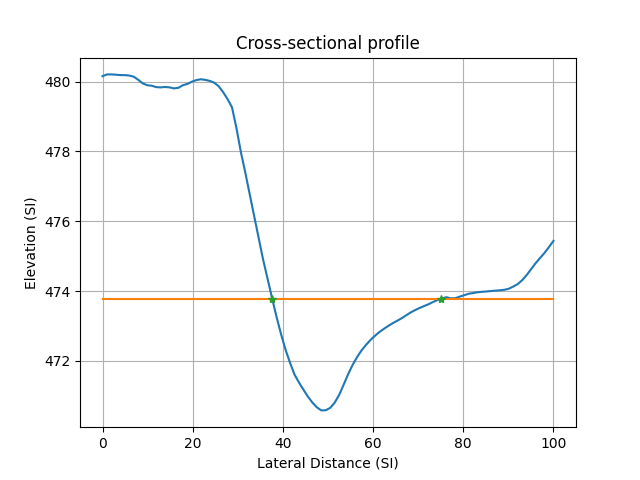 Cross-sectional profile
Elevation (SI)
480
478
476
474
472
0 20 40 60 80 100
Lateral Distance (SI)